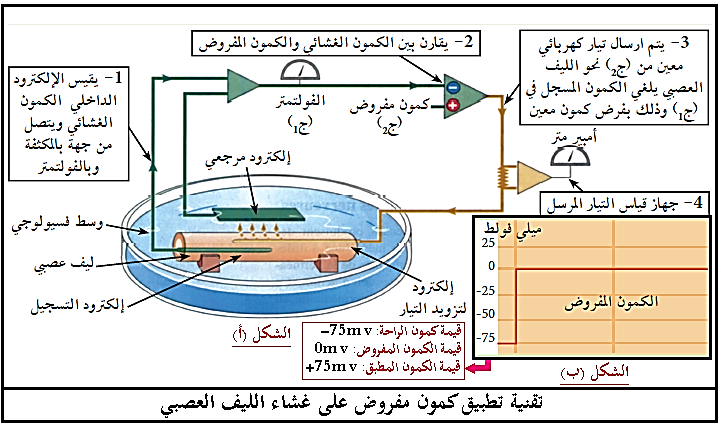 3- يتم ارسال تيار كهربائي
معين من (ج2) نحو الليف
العصبي يلغي الكمون المسجل في
(ج1) وذلك بفرض كمون معين
2- يقارن بين الكمون الغشائي والكمون المفروض
1- يقيس الإلكترود
الداخلي الكمون
الغشائي ويتصل
من جهة بالمكثفة
وبالفولتمتر
الفولتمتر
(ج1)
كمون مفروض
(ج2)
أمبير متر
4- جهاز قياس التيار المرسل
إلكترود مرجعي
وسط فسيولوجي
ليف عصبي
إلكترود التسجيل
إلكترود
لتزويد التيار
الشكل (أ)
ميلي فولط
25
0
-25
-50
-75
الكمون المفروض
الشكل (ب)
قيمة كمون الراحة: -75mv
قيمة الكمون المفروض: 0mv
قيمة الكمون المطبق: +75mv
تقنية تطبيق كمون مفروض على غشاء الليف العصبي